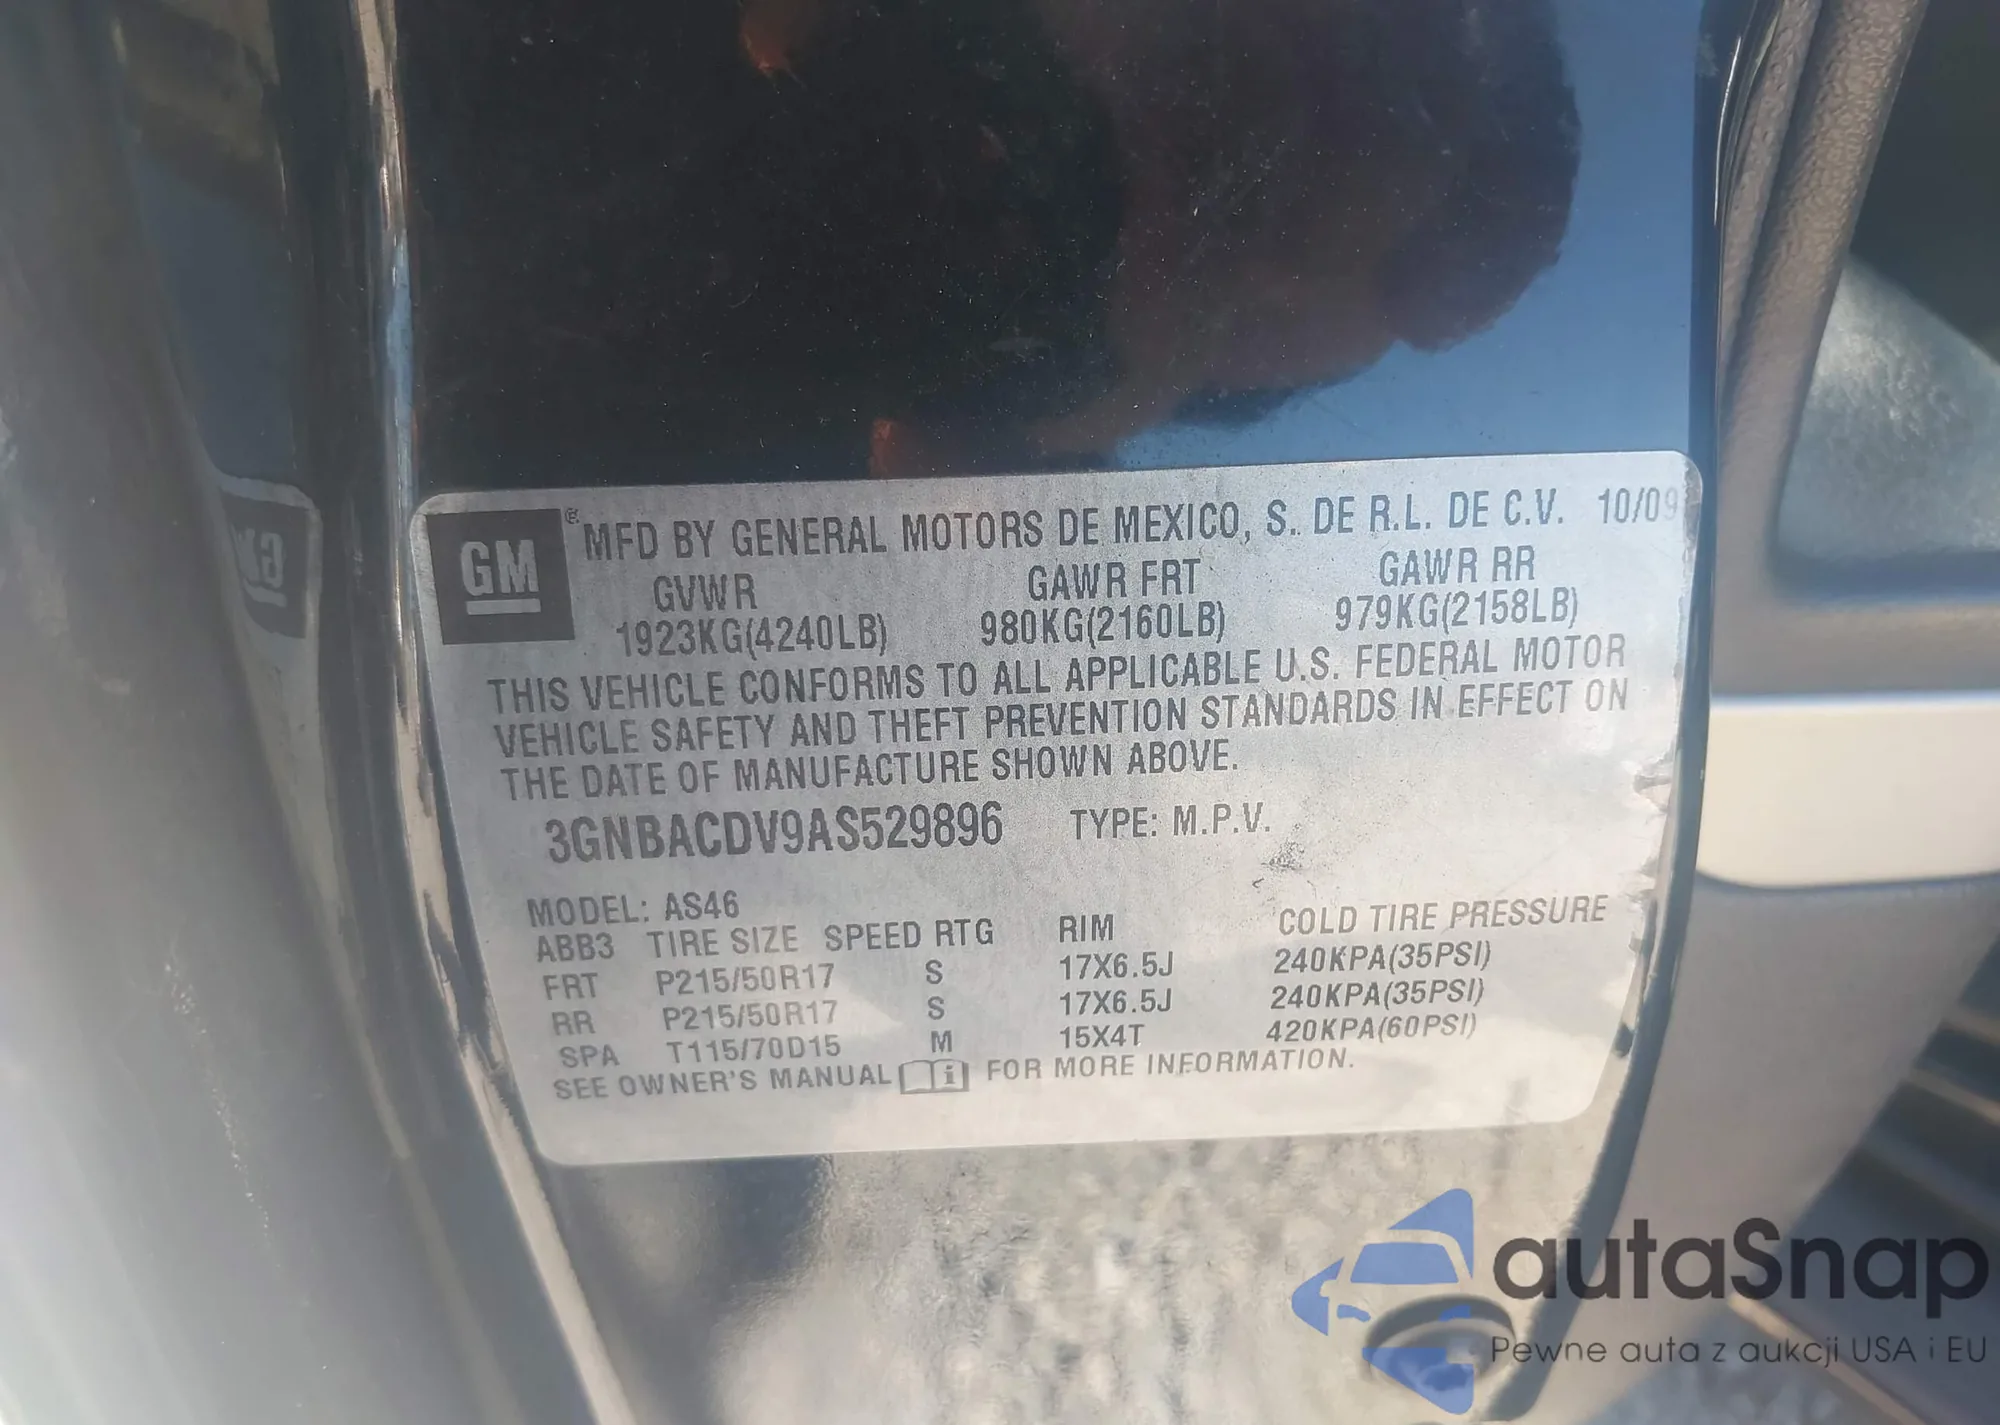 GM ® MFD BY GENERAL MOTORS DE MEXICO, S. DE R.L. DE C.V. 10/09
GVWR GAWR FRT GAWR RR
1923KG(4240LB) 980KG(2160LB) 979KG(2158LB)
THIS VEHICLE CONFORMS TO ALL APPLICABLE U.S. FEDERAL MOTOR
VEHICLE SAFETY AND THEFT PREVENTION STANDARDS IN EFFECT ON
THE DATE OF MANUFACTURE SHOWN ABOVE.
3GNBACDV9AS529896 TYPE: M.P.V.
MODEL: AS46
ABB3 TIRE SIZE SPEED RTG RIM COLD TIRE PRESSURE
FRT P215/50R17 S 17X6.5J 240KPA(35PSI)
RR P215/50R17 S 17X6.5J 240KPA(35PSI)
SPA T115/70D15 M 15X4T 420KPA(60PSI)
SEE OWNER'S MANUAL i FOR MORE INFORMATION.
autaSnap
Pewne auta z aukcji USA i EU